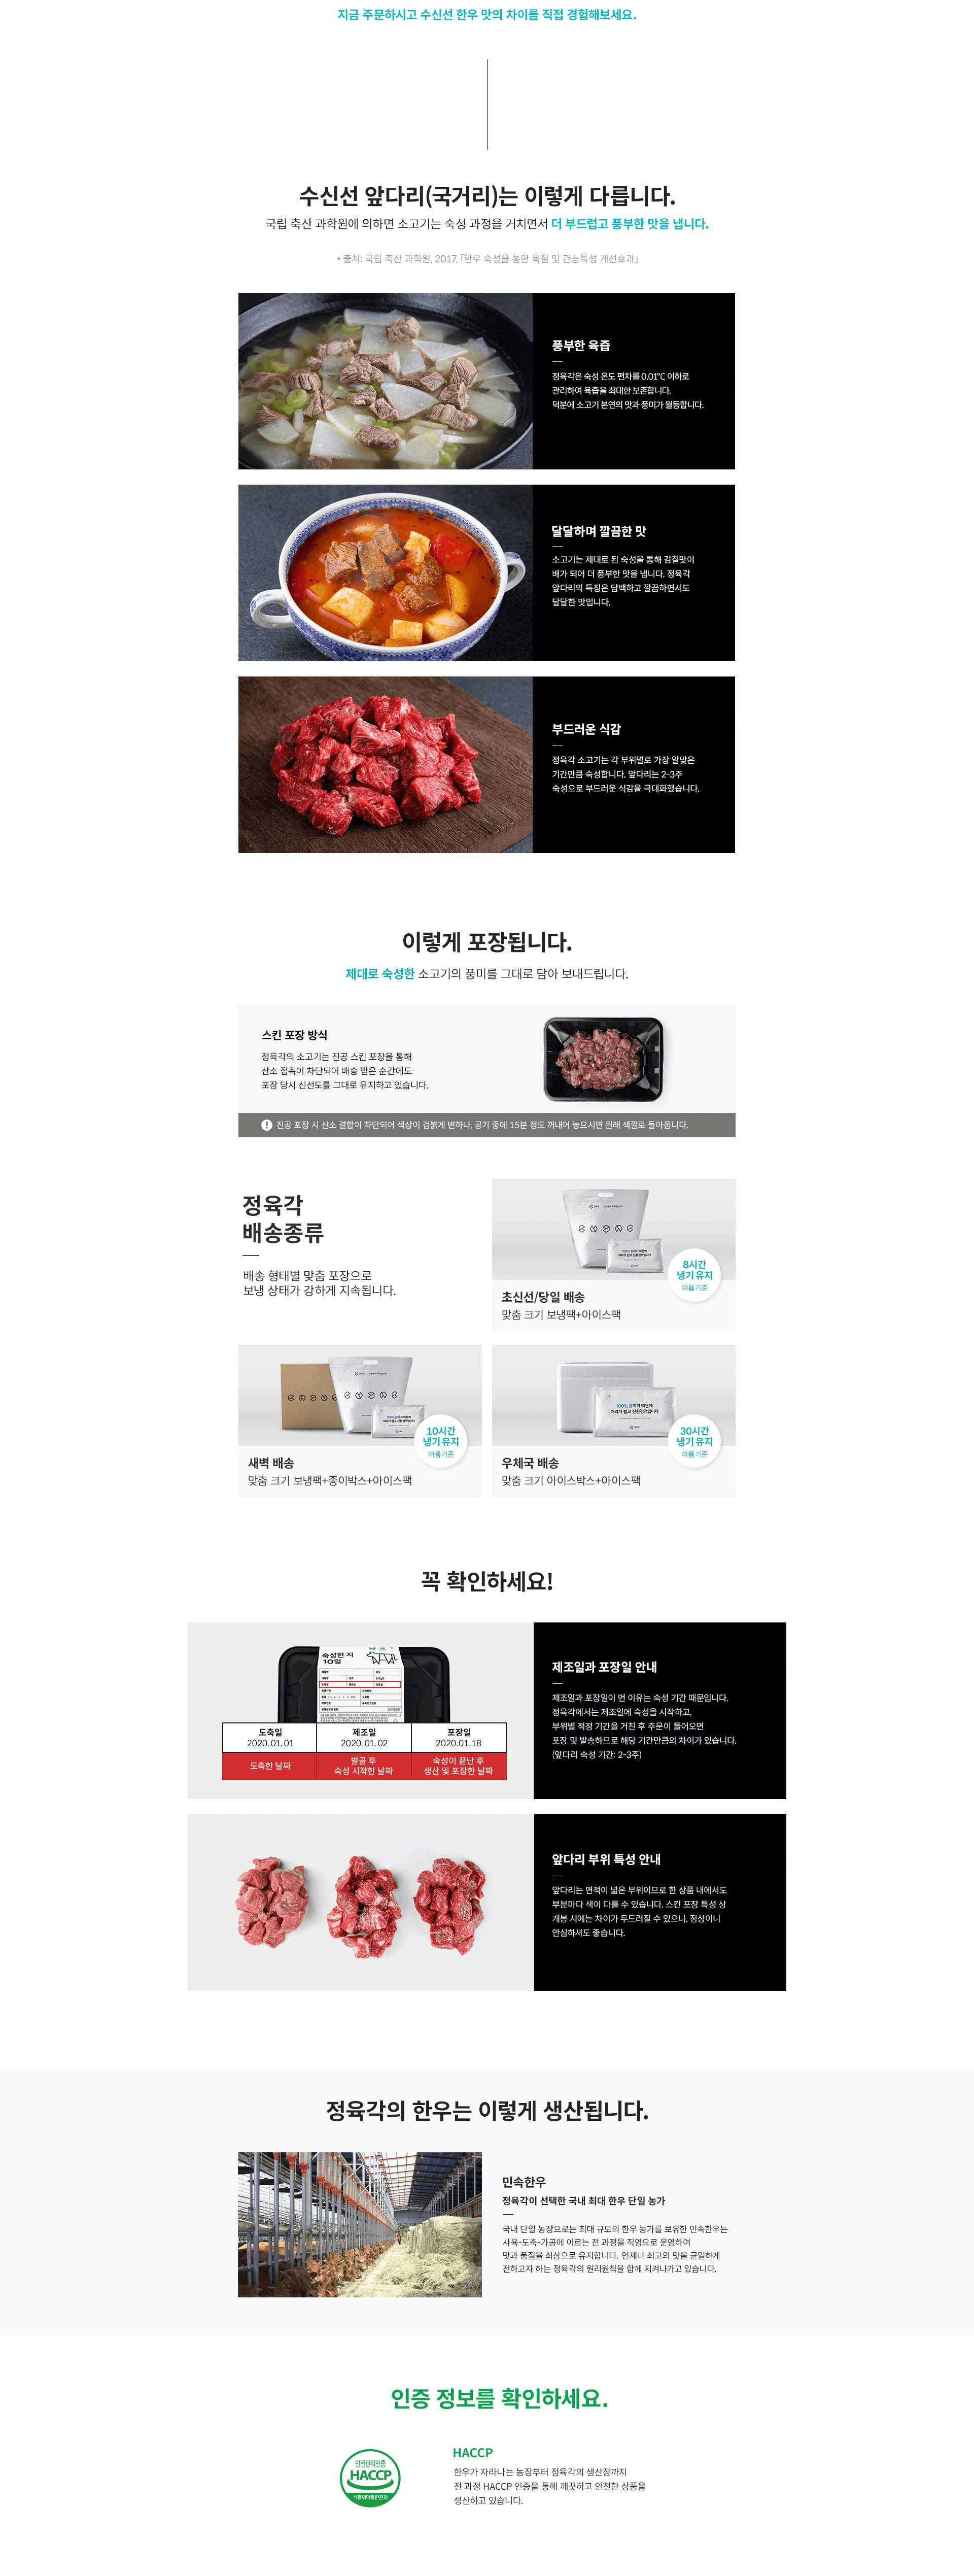 지금 주문하시고 수신선 한우 맛의 차이를 직접 경험해보세요.
수신선 앞다리(국거리)는 이렇게 다릅니다.
국립 축산 과학원에 의하면 소고기는 숙성 과정을 거치면서 더 부드럽고 풍부한 맛을 냅니다.
* 출처: 국립 축산 과학원, 2017, 「한우 숙성을 통한 육질 및 관능특성 개선효과」
풍부한 육즙
정육각은 숙성 온도 편차를 0.01℃ 이하로
관리하여 육즙을 최대한 보존합니다.
덕분에 소고기 본연의 맛과 풍미가 월등합니다.
달달하며 깔끔한 맛
소고기는 제대로 된 숙성을 통해 감칠맛이
배가 되어 더 풍부한 맛을 냅니다. 정육각
앞다리의 특징은 담백하고 깔끔하면서도
달달한 맛입니다.
부드러운 식감
정육각 소고기는 각 부위별로 가장 알맞은
기간만큼 숙성합니다. 앞다리는 2-3주
숙성으로 부드러운 식감을 극대화했습니다.
이렇게 포장됩니다.
제대로 숙성한 소고기의 풍미를 그대로 담아 보내드립니다.
스킨 포장 방식
정육각의 소고기는 진공 스킨 포장을 통해
산소 접촉이 차단되어 배송 받은 순간에도
포장 당시 신선도를 그대로 유지하고 있습니다.
! 진공 포장 시 산소 결합이 차단되어 색상이 검붉게 변하나, 공기 중에 15분 정도 꺼내어 놓으시면 원래 색깔로 돌아옵니다.
정육각
배송종류
배송 형태별 맞춤 포장으로
보냉 상태가 강하게 지속됩니다.
8시간
냉기 유지
여름기준
초신선/당일 배송
맞춤 크기 보냉팩+아이스팩
10시간
냉기 유지
여름기준
새벽 배송
맞춤 크기 보냉팩+종이박스+아이스팩
100% 물이기 때문에
처리가 쉽고 친환경적입니다
30시간
냉기 유지
여름기준
우체국 배송
맞춤 크기 아이스박스+아이스팩
꼭 확인하세요!
숙성한 지
10일
도축일
2020. 01. 01
제조일
2020. 01. 02
포장일
2020.01.18
도축한 날짜
발골 후
숙성 시작한 날짜
숙성이 끝난 후
생산 및 포장한 날짜
제조일과 포장일 안내
제조일과 포장일이 먼 이유는 숙성 기간 때문입니다.
정육각에서는 제조일에 숙성을 시작하고,
부위별 적정 기간을 거친 후 주문이 들어오면
포장 및 발송하므로 해당 기간만큼의 차이가 있습니다.
(앞다리 숙성 기간: 2-3주)
앞다리 부위 특성 안내
앞다리는 면적이 넓은 부위이므로 한 상품 내에서도
부분마다 색이 다를 수 있습니다. 스킨 포장 특성 상
개봉 시에는 차이가 두드러질 수 있으나, 정상이니
안심하셔도 좋습니다.
정육각의 한우는 이렇게 생산됩니다.
민속한우
정육각이 선택한 국내 최대 한우 단일 농가
국내 단일 농장으로는 최대 규모의 한우 농가를 보유한 민속한우는
사육-도축-가공에 이르는 전 과정을 직영으로 운영하여
맛과 품질을 최상으로 유지합니다. 언제나 최고의 맛을 균일하게
전하고자 하는 정육각의 원리원칙을 함께 지켜나가고 있습니다.
인증 정보를 확인하세요.
안전관리인증
HACCP
식품의약품안전처
HACCP
한우가 자라나는 농장부터 정육각의 생산장까지
전 과정 HACCP 인증을 통해 깨끗하고 안전한 상품을
생산하고 있습니다.